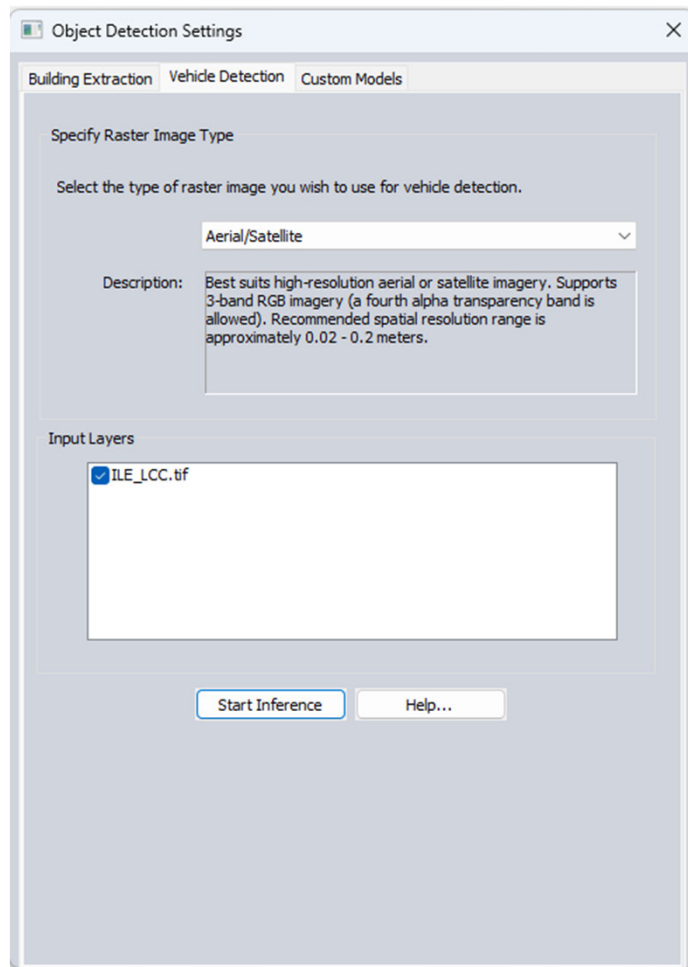 Object Detection Settings
Building Extraction Vehicle Detection Custom Models
Specify Raster Image Type
Select the type of raster image you wish to use for vehicle detection.
Aerial/Satellite
Description: Best suits high-resolution aerial or satellite imagery. Supports
3-band RGB imagery (a fourth alpha transparency band is
allowed). Recommended spatial resolution range is
approximately 0.02 - 0.2 meters.
Input Layers
ILE_LCC.tif
Start Inference Help...